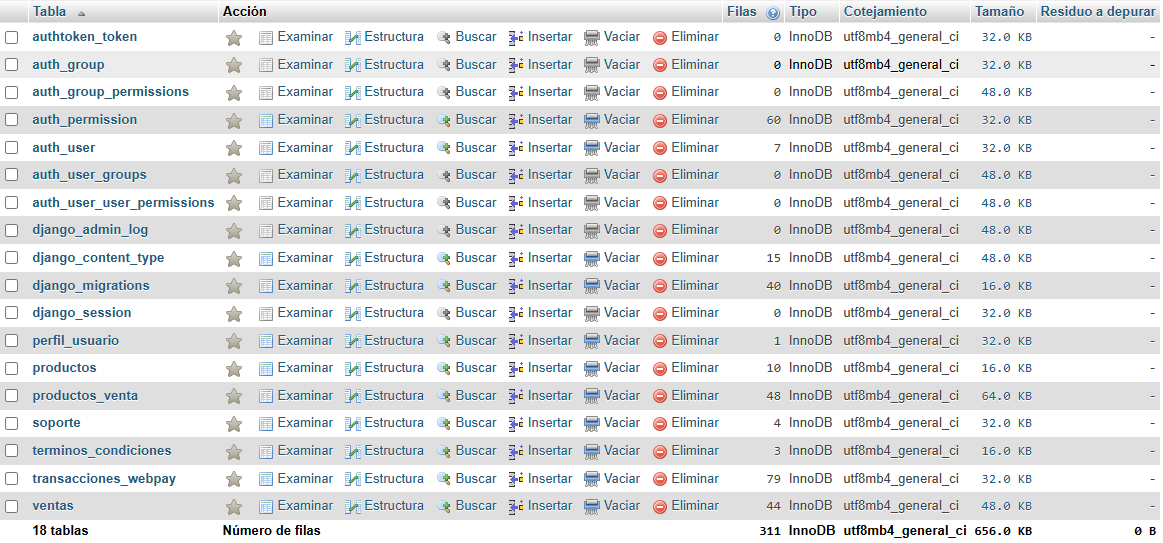 Tabla Acción Filas Tipo Cotejamiento Tamaño Residuo a depurar
authtoken_token Examinar Estructura Buscar Insertar Vaciar Eliminar 0 InnoDB utf8mb4_general_ci 32.0 KB -
auth_group Examinar Estructura Buscar Insertar Vaciar Eliminar 0 InnoDB utf8mb4_general_ci 32.0 KB -
auth_group_permissions Examinar Estructura Buscar Insertar Vaciar Eliminar 0 InnoDB utf8mb4_general_ci 48.0 KB -
auth_permission Examinar Estructura Buscar Insertar Vaciar Eliminar 60 InnoDB utf8mb4_general_ci 32.0 KB -
auth_user Examinar Estructura Buscar Insertar Vaciar Eliminar 7 InnoDB utf8mb4_general_ci 32.0 KB -
auth_user_groups Examinar Estructura Buscar Insertar Vaciar Eliminar 0 InnoDB utf8mb4_general_ci 48.0 KB -
auth_user_user_permissions Examinar Estructura Buscar Insertar Vaciar Eliminar 0 InnoDB utf8mb4_general_ci 48.0 KB -
django_admin_log Examinar Estructura Buscar Insertar Vaciar Eliminar 0 InnoDB utf8mb4_general_ci 48.0 KB -
django_content_type Examinar Estructura Buscar Insertar Vaciar Eliminar 15 InnoDB utf8mb4_general_ci 48.0 KB -
django_migrations Examinar Estructura Buscar Insertar Vaciar Eliminar 40 InnoDB utf8mb4_general_ci 16.0 KB -
django_session Examinar Estructura Buscar Insertar Vaciar Eliminar 0 InnoDB utf8mb4_general_ci 32.0 KB -
perfil_usuario Examinar Estructura Buscar Insertar Vaciar Eliminar 1 InnoDB utf8mb4_general_ci 32.0 KB -
productos Examinar Estructura Buscar Insertar Vaciar Eliminar 10 InnoDB utf8mb4_general_ci 16.0 KB -
productos_venta Examinar Estructura Buscar Insertar Vaciar Eliminar 48 InnoDB utf8mb4_general_ci 64.0 KB -
soporte Examinar Estructura Buscar Insertar Vaciar Eliminar 4 InnoDB utf8mb4_general_ci 32.0 KB -
terminos_condiciones Examinar Estructura Buscar Insertar Vaciar Eliminar 3 InnoDB utf8mb4_general_ci 16.0 KB -
transacciones_webpay Examinar Estructura Buscar Insertar Vaciar Eliminar 79 InnoDB utf8mb4_general_ci 32.0 KB -
ventas Examinar Estructura Buscar Insertar Vaciar Eliminar 44 InnoDB utf8mb4_general_ci 48.0 KB -
18 tablas Número de filas 311 InnoDB utf8mb4_general_ci 656.0 KB 0 B